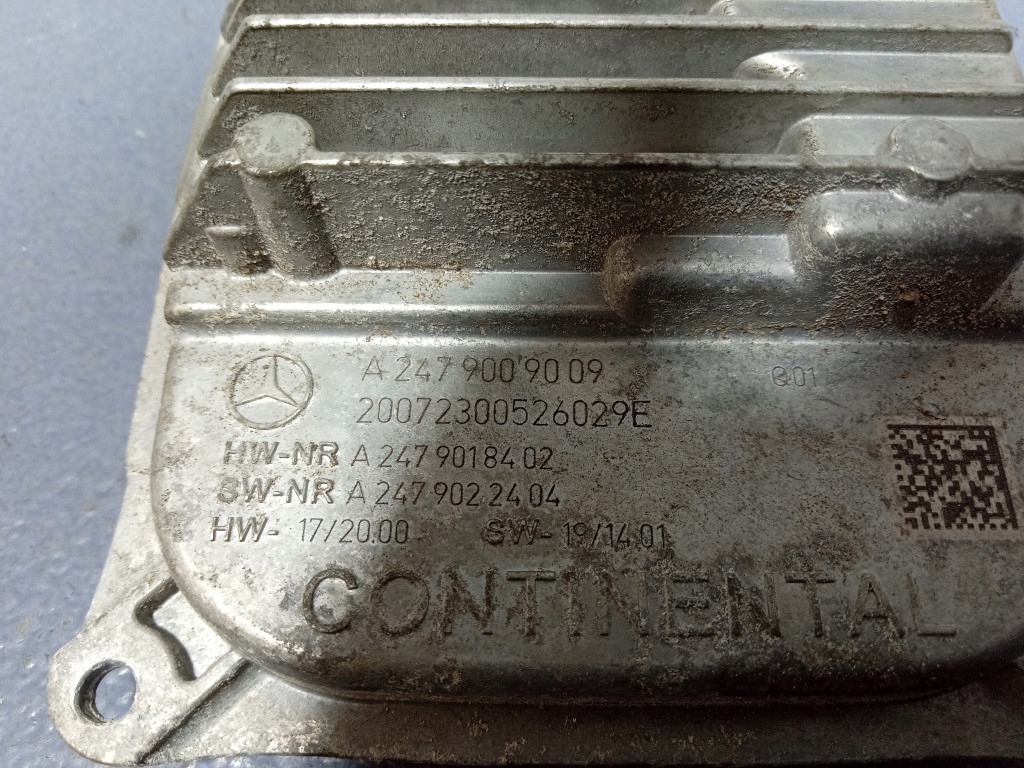 A 247 900 90 09 Q01
20072300526029E
HW-NR A 247 901 84 02
SW-NR A 247 902 24 04
HW- 17/20.00 SW- 19/14.01
CONTINENTAL